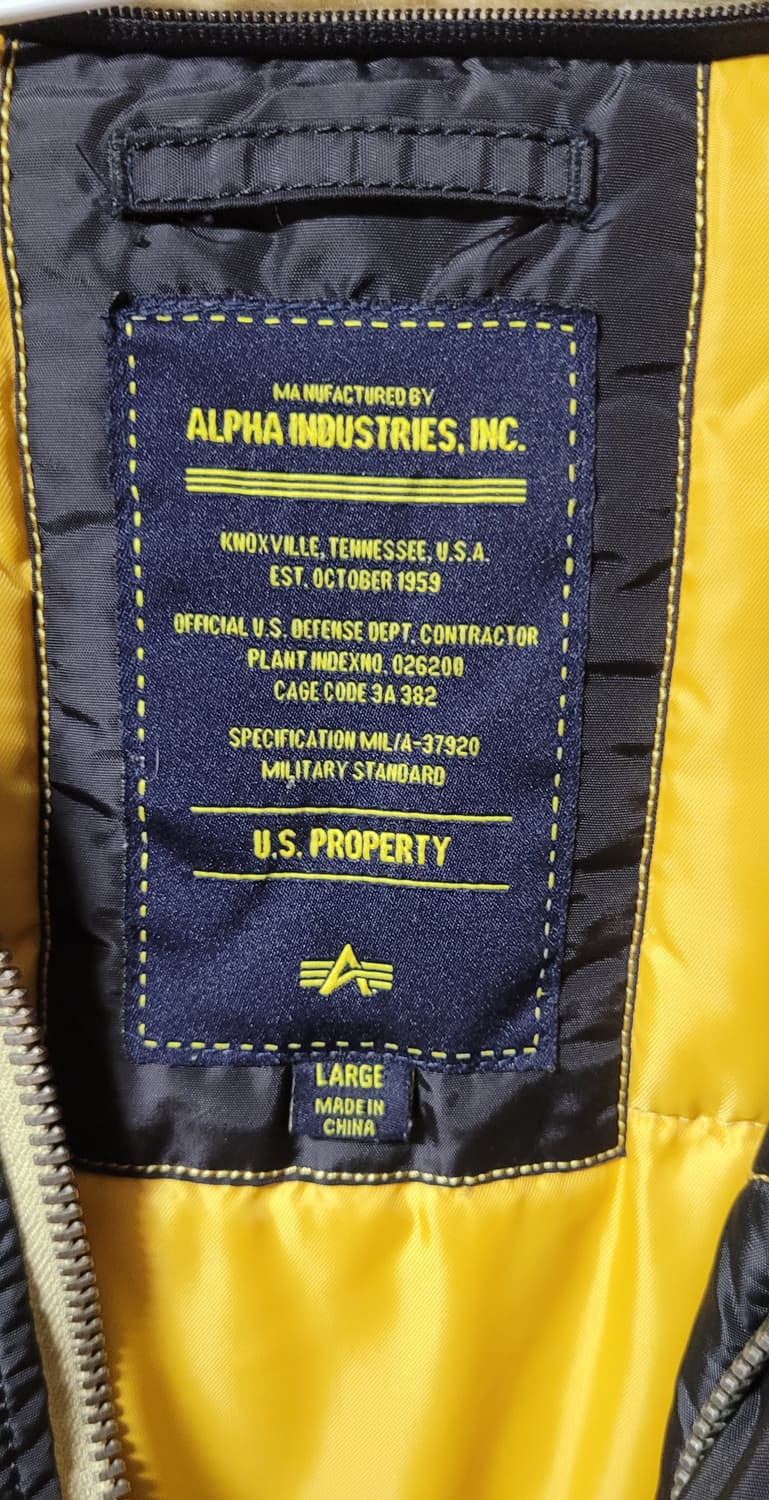 MANUFACTURED BY
ALPHA INDUSTRIES, INC.
KNOXVILLE, TENNESSEE, U.S.A.
EST. OCTOBER 1959
OFFICIAL U.S. DEFENSE DEPT. CONTRACTOR
PLANT INDEXNO. 026200
CAGE CODE 3A 382
SPECIFICATION MIL/A-37920
MILITARY STANDARD
U.S. PROPERTY
LARGE
MADE IN
CHINA